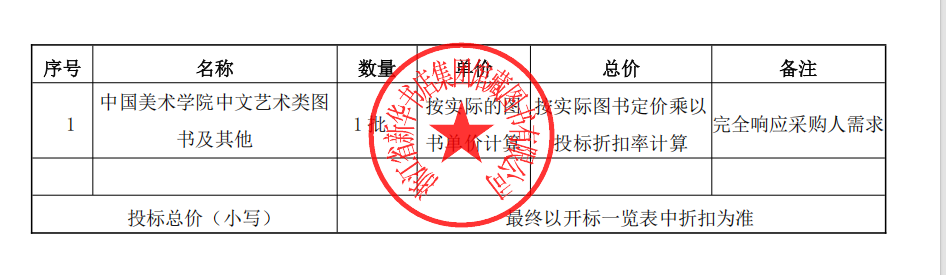 序号 名称 数量 单价 总价 备注
中国美术学院中文艺术类图 按实际的图 按实际图书定价乘以
1 1 批 完全响应采购人需求
书及其他 书单价计算 投标折扣率计算
投标总价（小写） 最终以开标一览表中折扣为准
浙江省新华书店集团馆藏图书有限公司